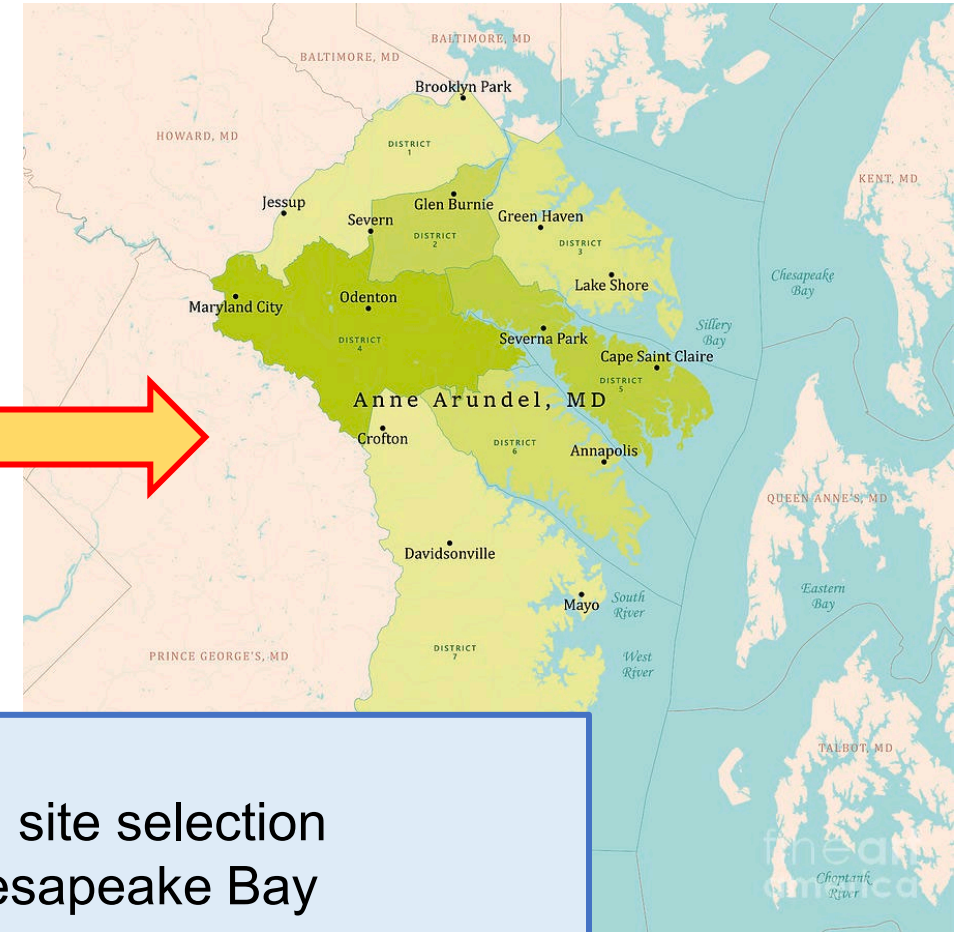 BALTIMORE, MD
BALTIMORE, MD
Brooklyn Park
HOWARD, MD
DISTRICT
1
KENT, MD
Jessup
Glen Burnie
Severn
Green Haven
DISTRICT
2
DISTRICT
3
Chesapeake
Bay
Lake Shore
Maryland City
Odenton
Sillery
Bay
Severna Park
DISTRICT
4
Cape Saint Claire
DISTRICT
5
Anne Arundel, MD
Crofton
DISTRICT
6
Annapolis
QUEEN ANNE'S, MD
Davidsonville
Eastern
Bay
Mayo
South
River
DISTRICT
7
West
River
PRINCE GEORGE'S, MD
TALBOT, MD
site selection
esapeake Bay
fine art
america
Choptank
River